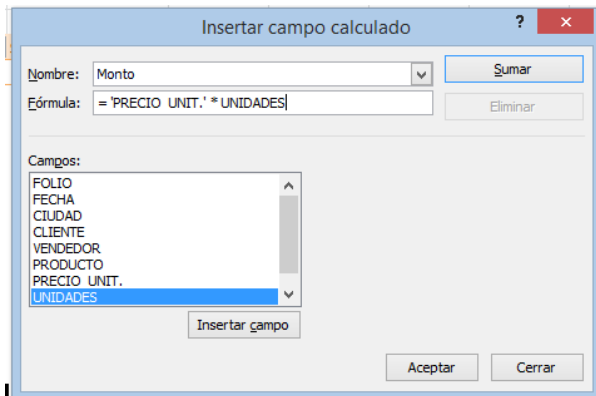 Insertar campo calculado ?
Nombre: Monto Sumar
Fórmula: = 'PRECIO UNIT.' * UNIDADES Eliminar
Campos:
FOLIO
FECHA
CIUDAD
CLIENTE
VENDEDOR
PRODUCTO
PRECIO UNIT.
UNIDADES
Insertar campo
Aceptar Cerrar